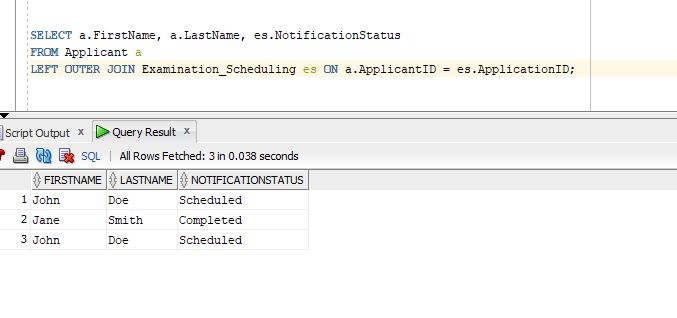 SELECT a.FirstName, a.LastName, es.NotificationStatus
FROM Applicant a
LEFT OUTER JOIN Examination_Scheduling es ON a.ApplicantID = es.ApplicationID;
Script Output x Query Result x
SQL All Rows Fetched: 3 in 0.038 seconds
FIRSTNAME LASTNAME NOTIFICATIONSTATUS
1 John Doe Scheduled
2 Jane Smith Completed
3 John Doe Scheduled